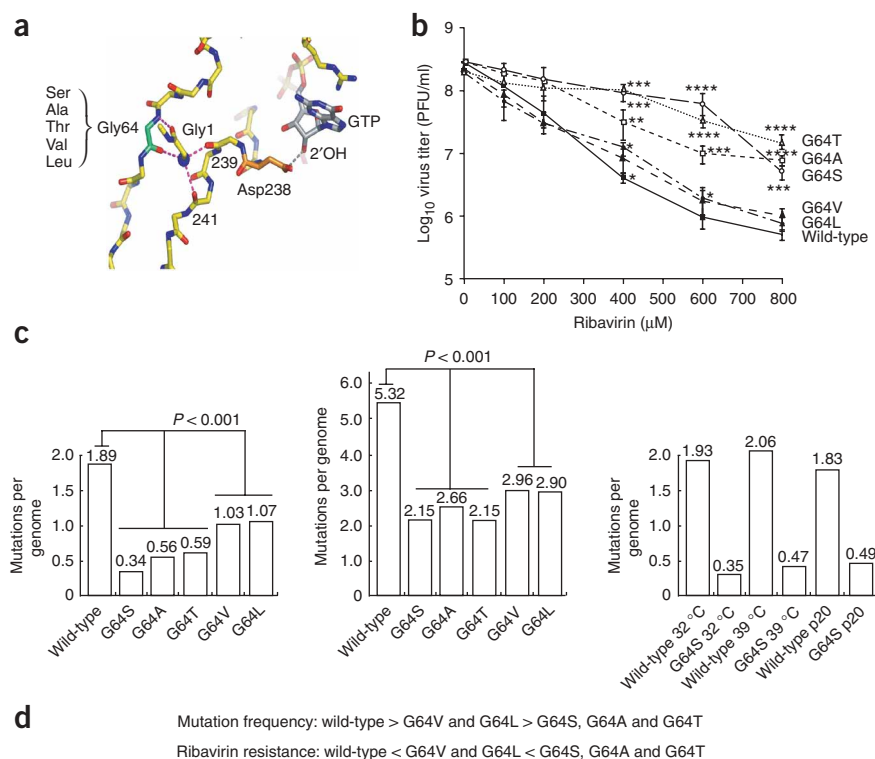 a
Ser
Ala
Thr
Val
Leu
Gly64
Gly1
GTP
239
2′OH
Asp238
241
b
Log10 virus titer (PFU/ml)
9
8
7
6
5
0 100 200 300 400 500 600 700 800
Ribavirin (μM)
***
****
***
**
****
***
****
****
***
*
*
*
G64T
G64A
G64S
G64V
G64L
Wild-type
c
Mutations per genome
2.0
1.5
1.0
0.5
0
P < 0.001
1.89
0.34
0.56
0.59
1.03
1.07
Wild-type
G64S
G64A
G64T
G64V
G64L
Mutations per genome
6.0
5.0
4.0
3.0
2.0
1.0
0
P < 0.001
5.32
2.15
2.66
2.15
2.96
2.90
Wild-type
G64S
G64A
G64T
G64V
G64L
Mutations per
genome
2.0
1.5
1.0
0.5
0
1.93
0.35
2.06
0.47
1.83
0.49
Wild-type 32 °C
G64S 32 °C
Wild-type 39 °C
G64S 39 °C
Wild-type p20
G64S p20
d
Mutation frequency: wild-type > G64V and G64L > G64S, G64A and G64T
Ribavirin resistance: wild-type < G64V and G64L < G64S, G64A and G64T